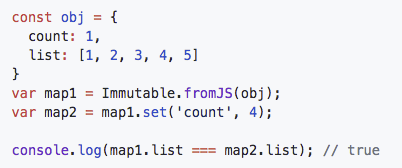 const obj = {
  count: 1,
  list: [1, 2, 3, 4, 5]
}
var map1 = Immutable.fromJS(obj);
var map2 = map1.set('count', 4);

console.log(map1.list === map2.list); // true